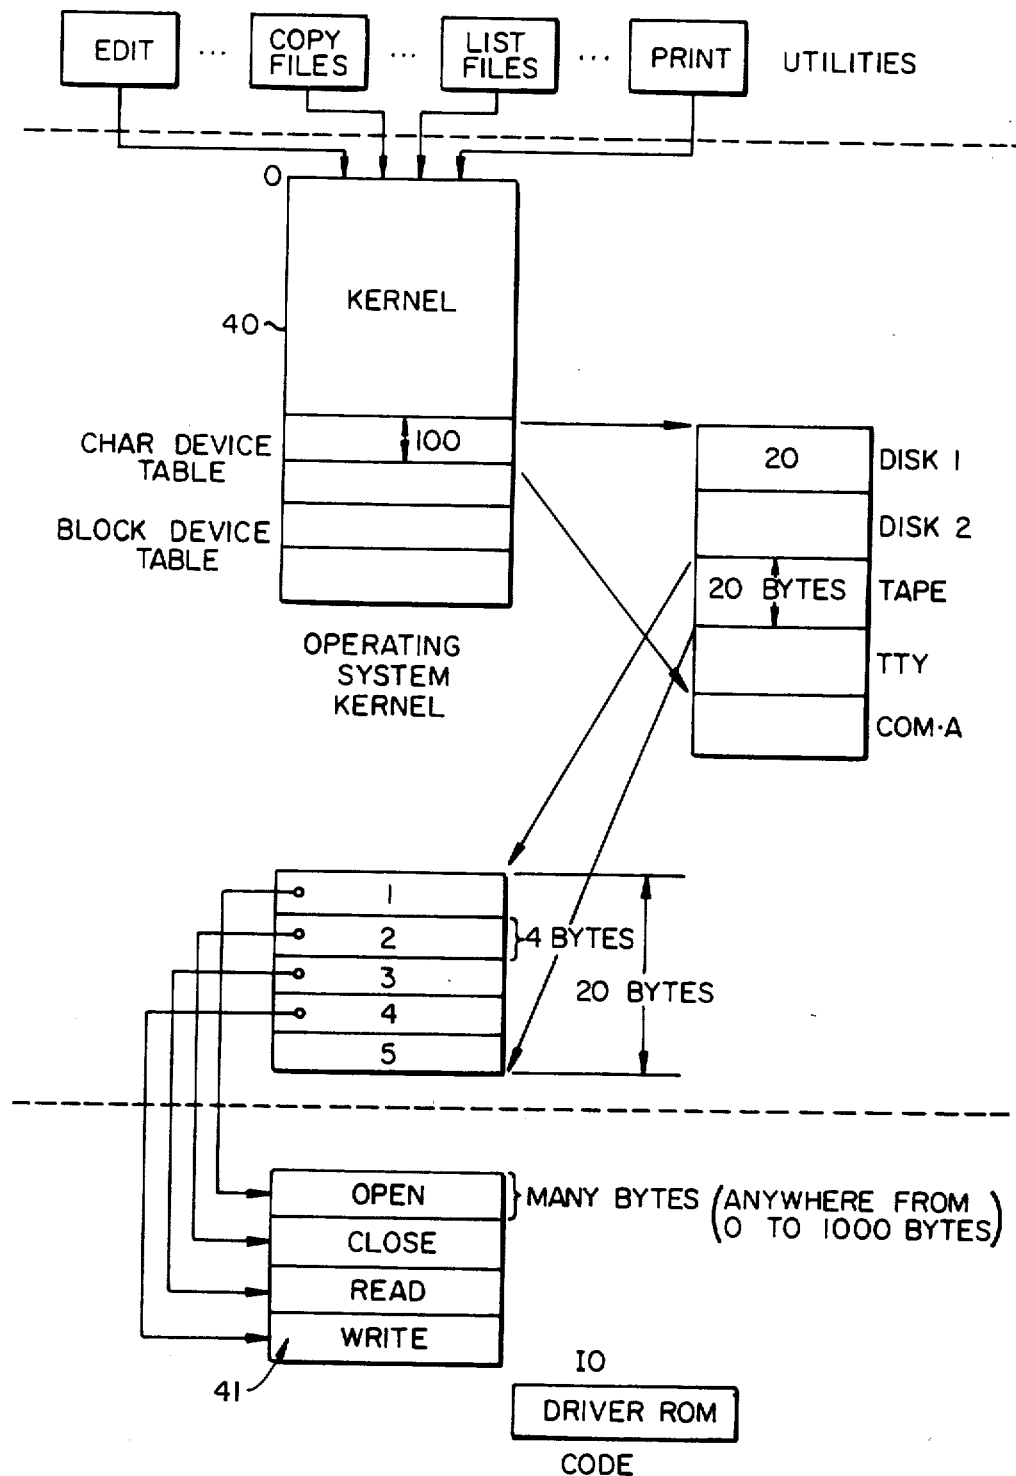 EDIT ... COPY ... LIST ... PRINT UTILITIES
FILES FILES
0
KERNEL
40
CHAR DEVICE
TABLE
100
BLOCK DEVICE
TABLE
OPERATING
SYSTEM
KERNEL
20 DISK 1
DISK 2
20 BYTES TAPE
TTY
COM·A
1
2
3
4
5
4 BYTES
20 BYTES
OPEN
CLOSE
READ
WRITE
MANY BYTES (ANYWHERE FROM
0 TO 1000 BYTES)
41
IO
DRIVER ROM
CODE